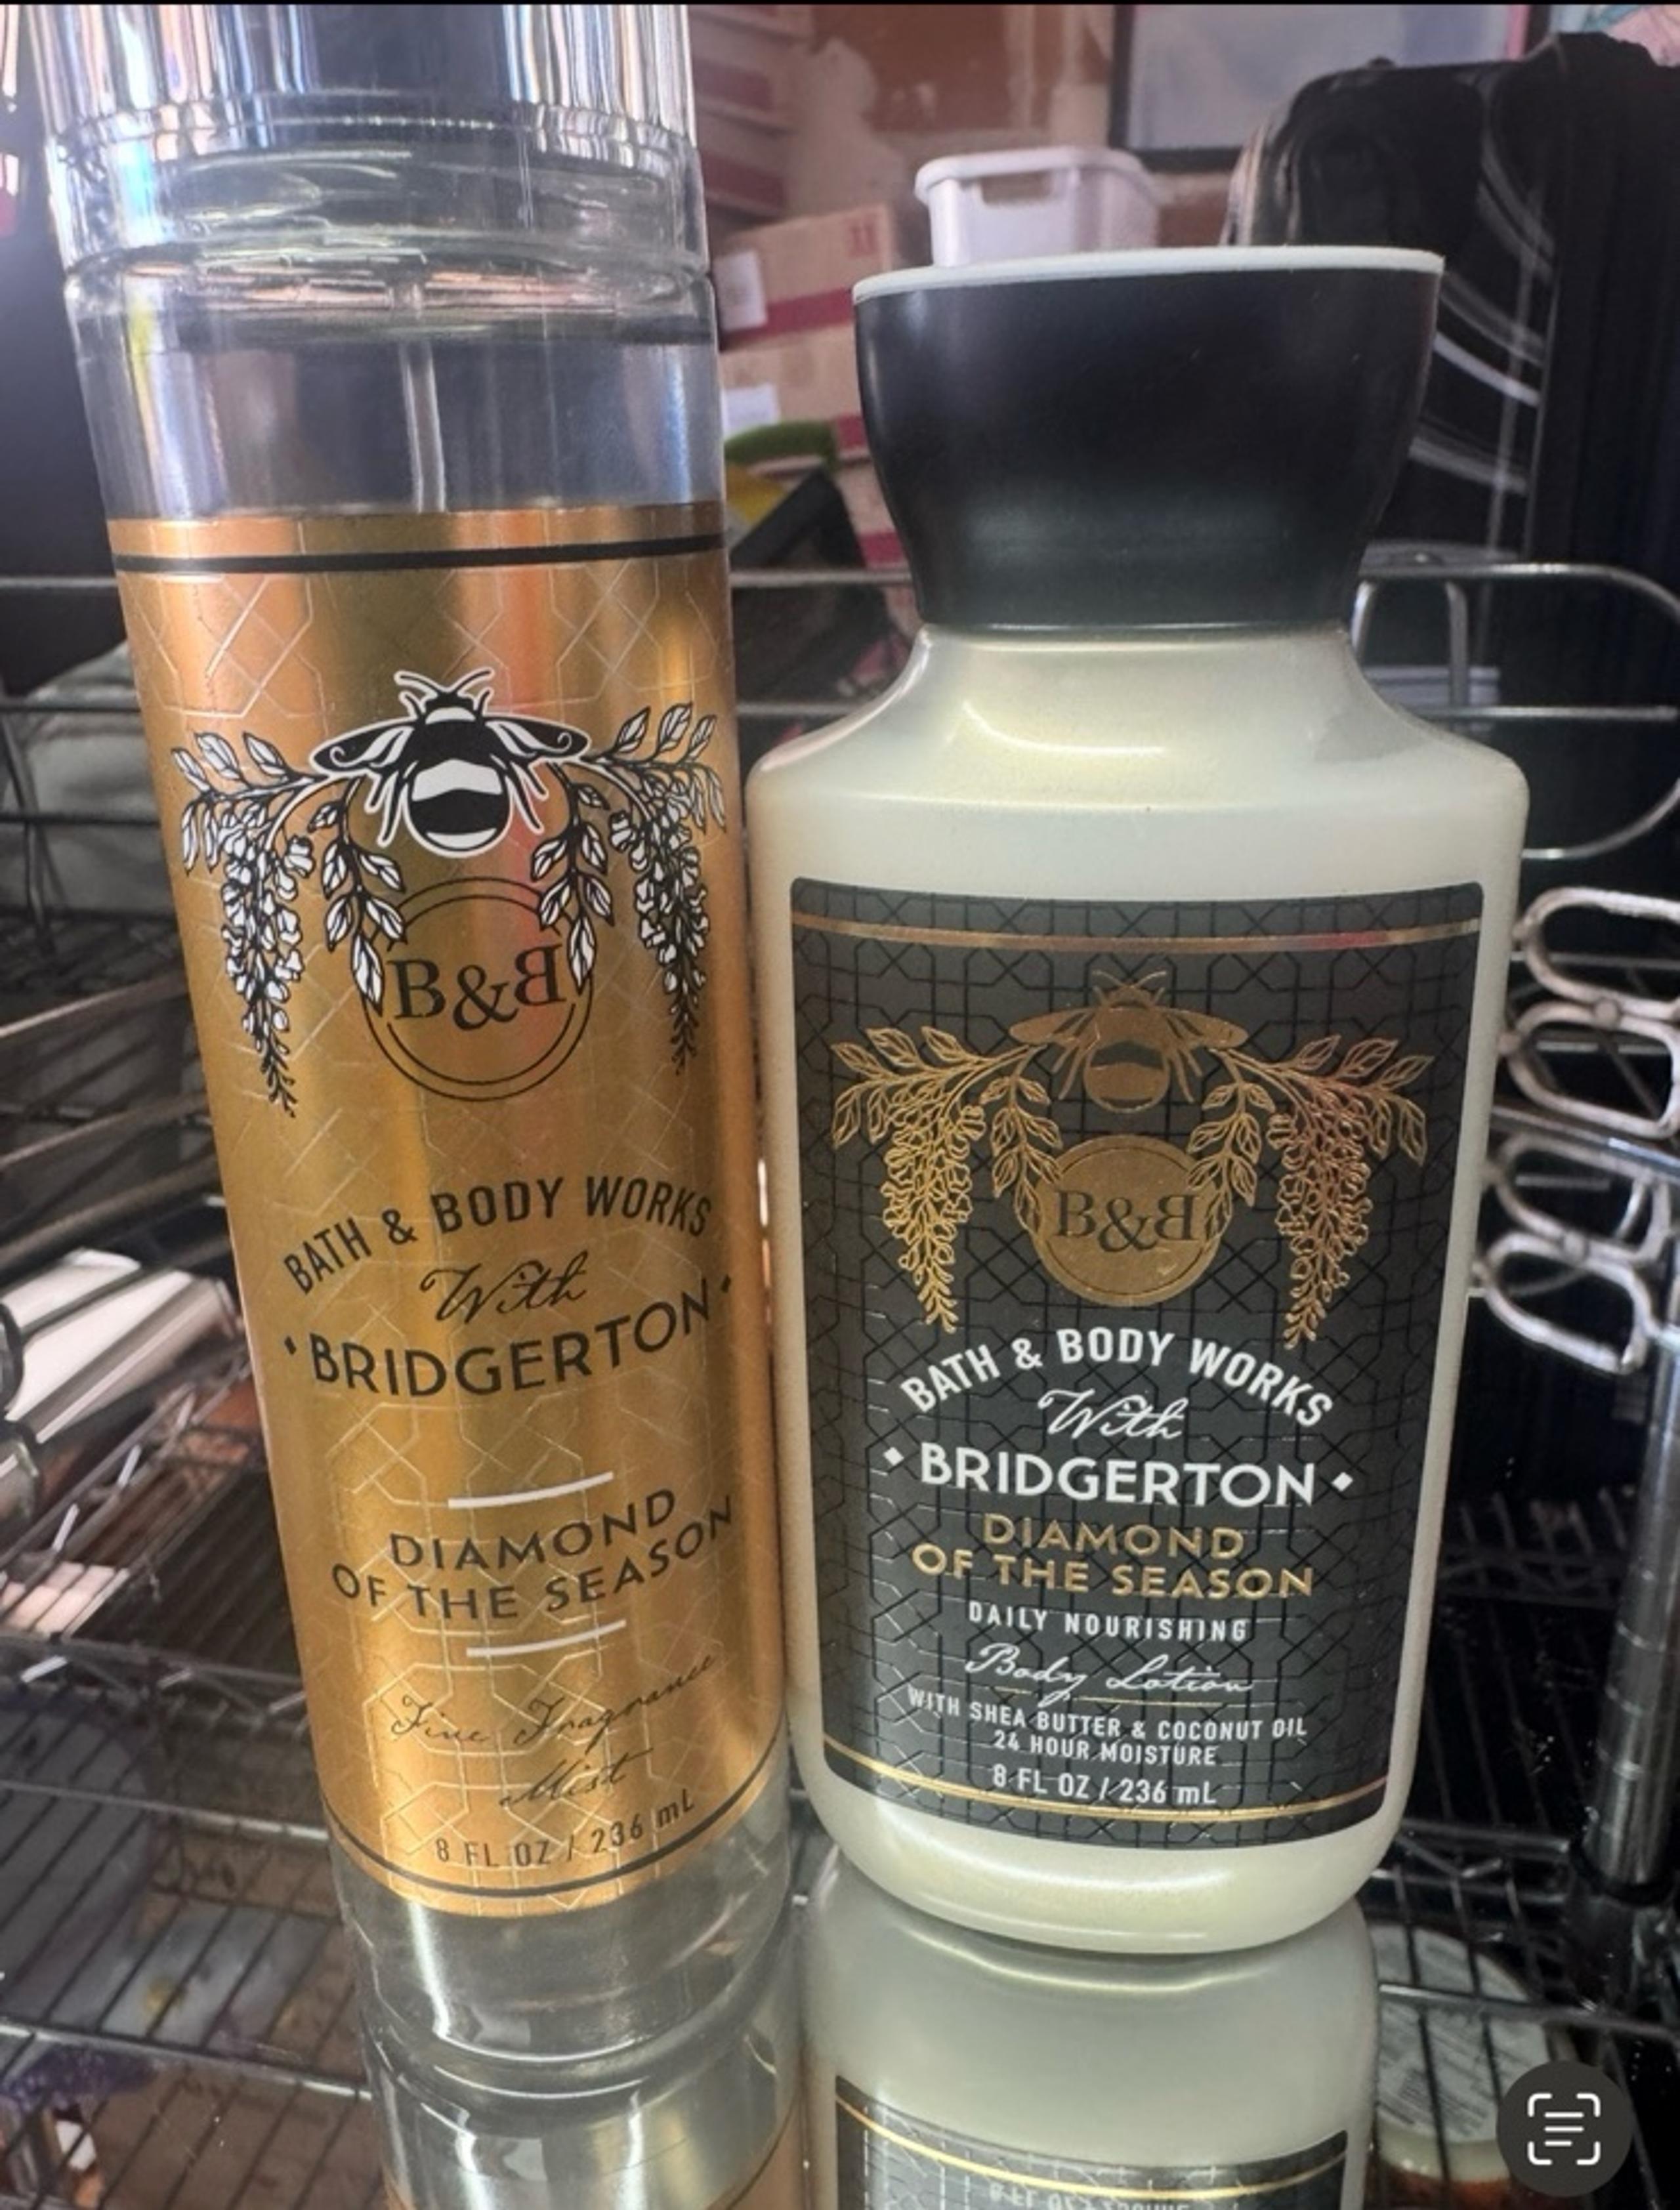 B&B
BATH & BODY WORKS
With
BRIDGERTON
DIAMOND
OF THE SEASON
Fine Fragrance
Mist
8 FL OZ / 236 mL
B&B
BATH & BODY WORKS
With
BRIDGERTON
DIAMOND
OF THE SEASON
DAILY NOURISHING
Body Lotion
WITH SHEA BUTTER & COCONUT OIL
24 HOUR MOISTURE
8 FL OZ / 236 mL